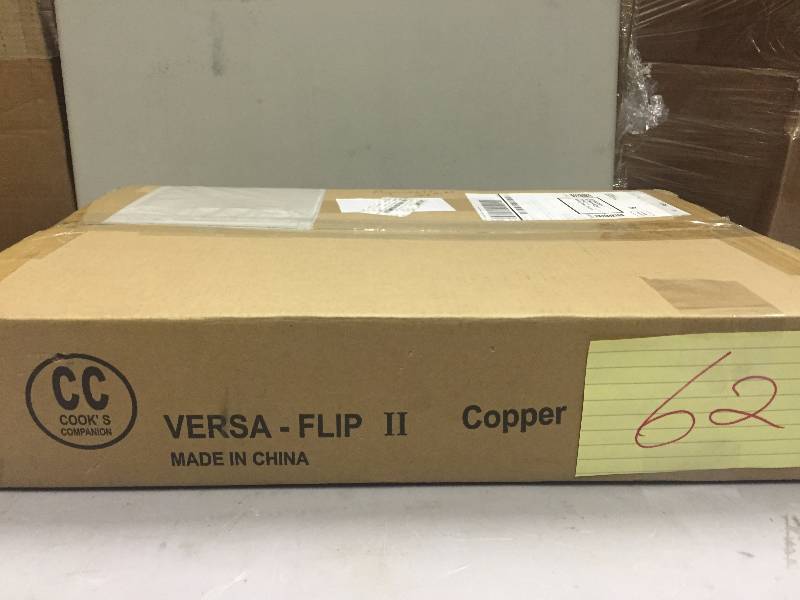 CC
COOK'S
COMPANION
VERSA - FLIP II Copper
MADE IN CHINA
62